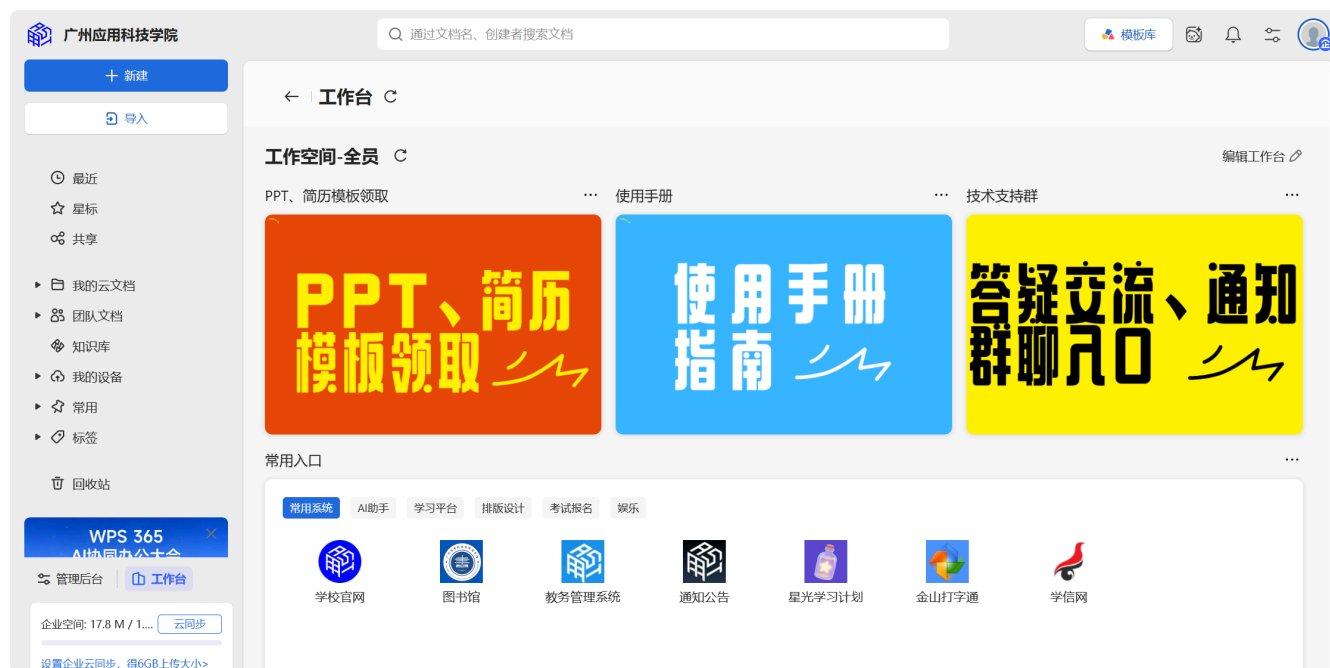 广州应用科技学院
通过文档名、创建者搜索文档
模板库
新建
导入
最近
星标
共享
我的云文档
团队文档
知识库
我的设备
常用
标签
回收站
WPS 365
AI协同办公大会
管理后台
工作台
企业空间: 17.8 M / 1....
云同步
设置企业云同步，得6GB上传大小>
工作台
工作空间-全员
编辑工作台
PPT、简历模板领取
使用手册
技术支持群
PPT、简历
模板领取
使用手册
指南
答疑交流、通知
群聊入口
常用入口
常用系统
AI助手
学习平台
排版设计
考试报名
娱乐
学校官网
图书馆
教务管理系统
通知公告
星光学习计划
金山打字通
学信网